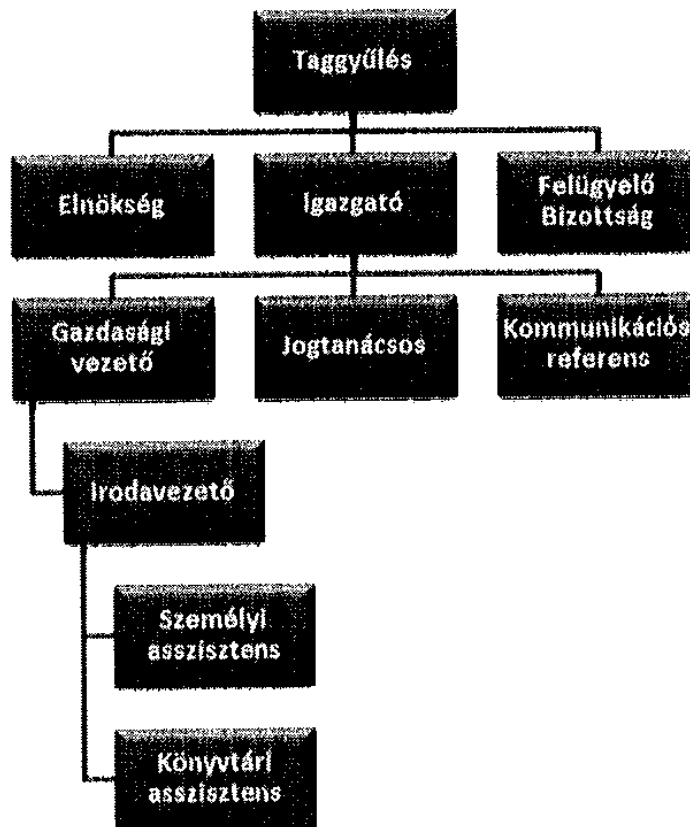 Taggyűlés
Elnökség
Igazgató
Felügyelő
Bizottság
Gazdasági
vezető
Jogtanácsos
Kommunikációs
referens
Irodavezető
Személyi
asszisztens
Könyvtári
asszisztens